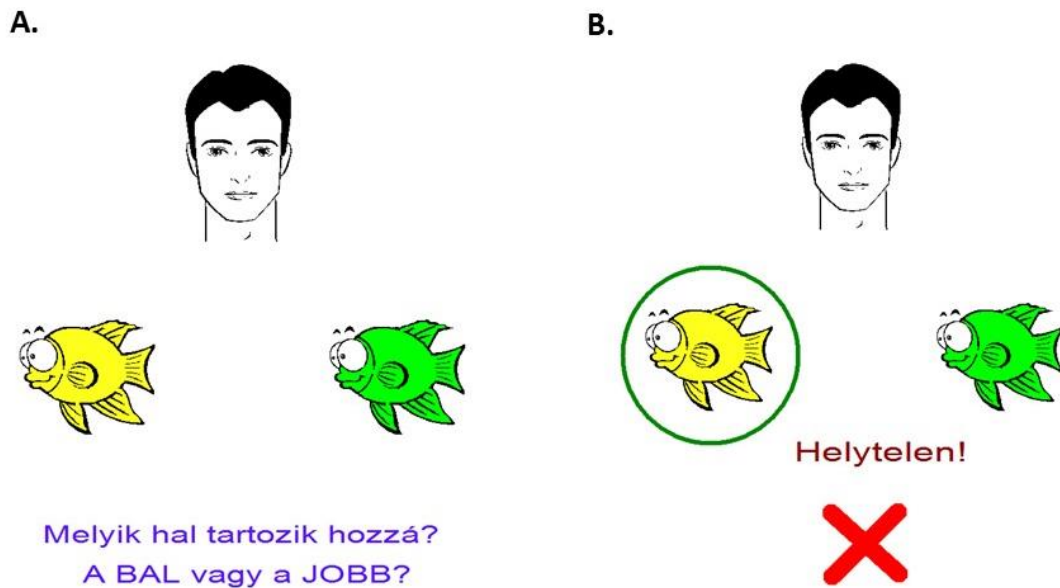 A.
B.
Helytelen!
Melyik hal tartozik hozzá?
A BAL vagy a JOBB?